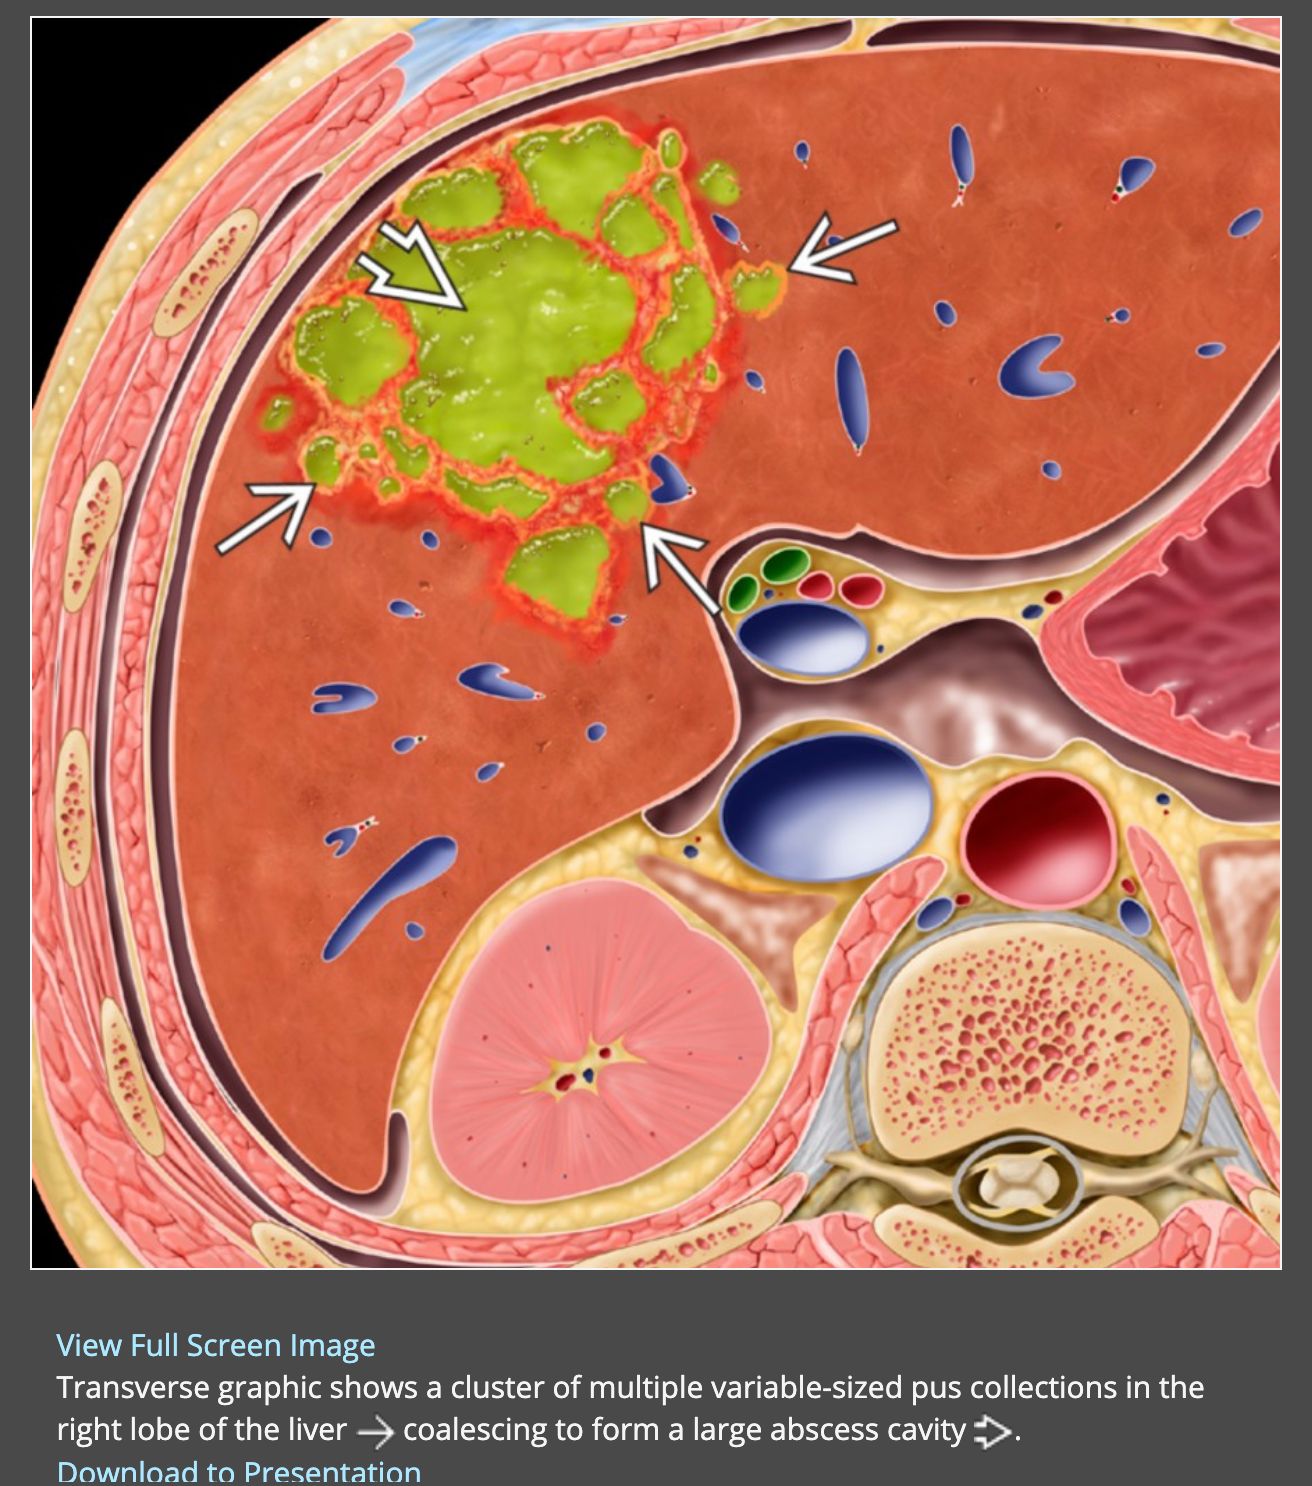 View Full Screen Image
Transverse graphic shows a cluster of multiple variable-sized pus collections in the
right lobe of the liver → coalescing to form a large abscess cavity ⇨.
Download to Presentation